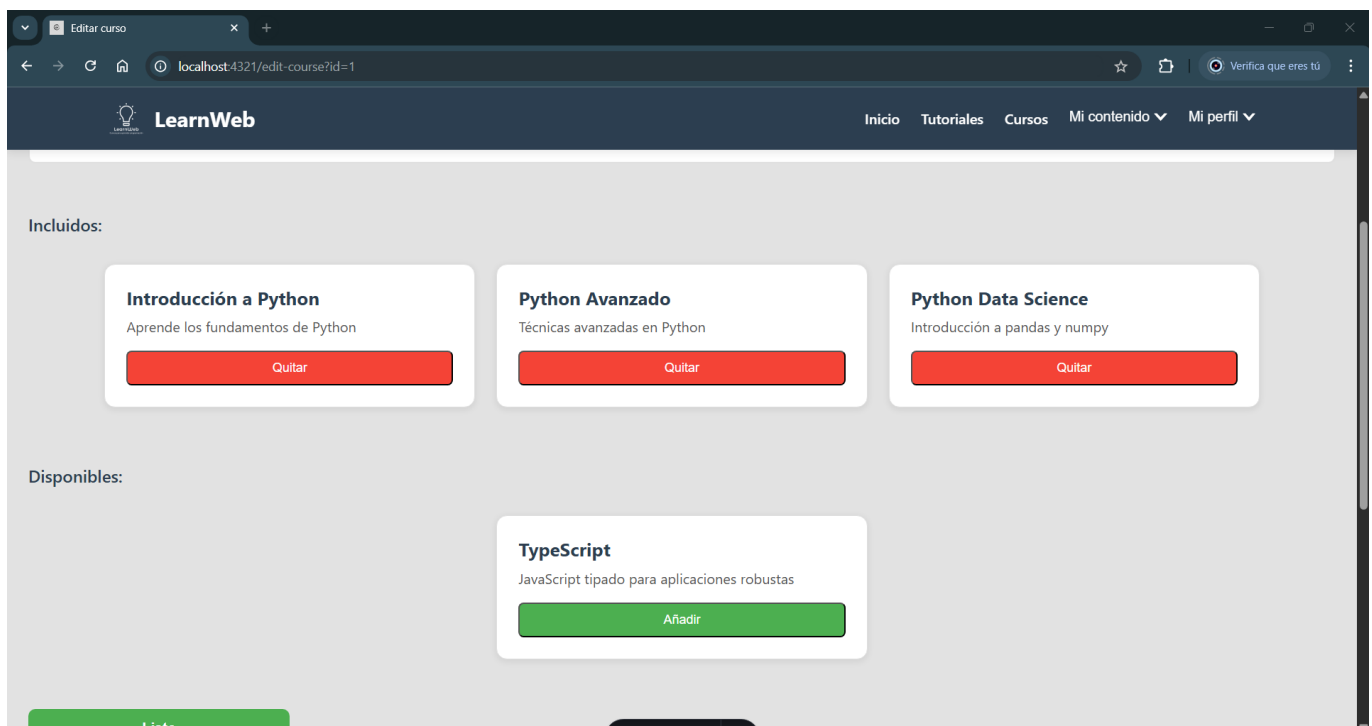 Editar curso
localhost:4321/edit-course?id=1
Verifica que eres tú
LearnWeb
Inicio Tutoriales Cursos Mi contenido Mi perfil
Incluidos:
Introducción a Python
Aprende los fundamentos de Python
Quitar
Python Avanzado
Técnicas avanzadas en Python
Quitar
Python Data Science
Introducción a pandas y numpy
Quitar
Disponibles:
TypeScript
JavaScript tipado para aplicaciones robustas
Añadir